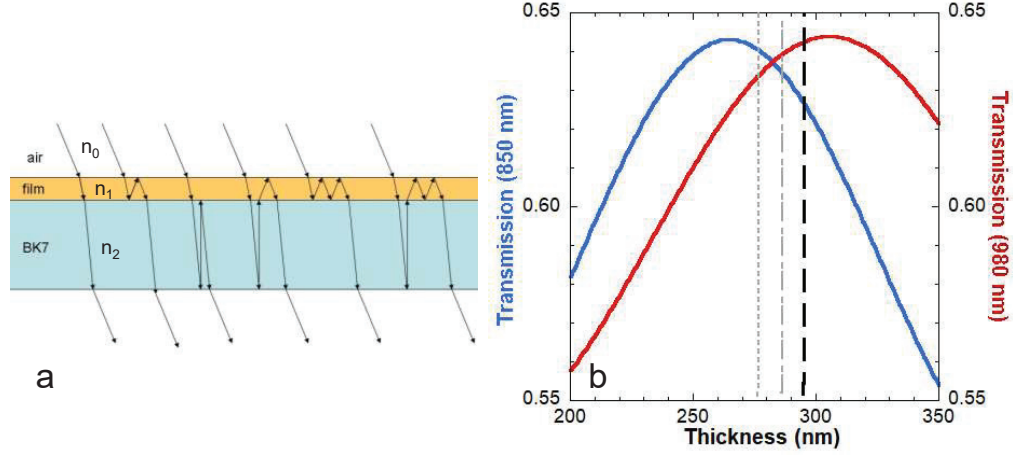 air
n0
film
n1
BK7
n2
a
0.65
0.60
0.55
Transmission (850 nm)
200
250
300
350
Thickness (nm)
b
0.65
0.60
0.55
Transmission (980 nm)